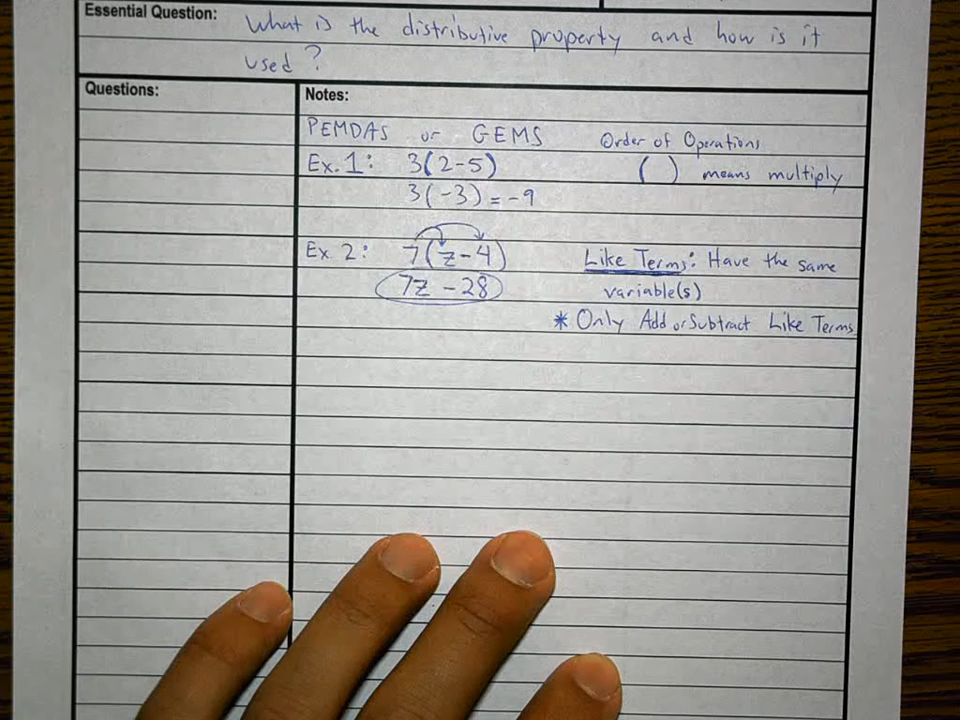 Essential Question: What is the distributive property and how is it
used?
Questions:
Notes:
PEMDAS or GEMS Order of Operations
Ex. 1: 3(2-5) ( ) means multiply
3(-3) = -9
Ex 2: 7(z-4) Like Terms: Have the same
7z - 28 variable(s)
* Only Add or Subtract Like Terms